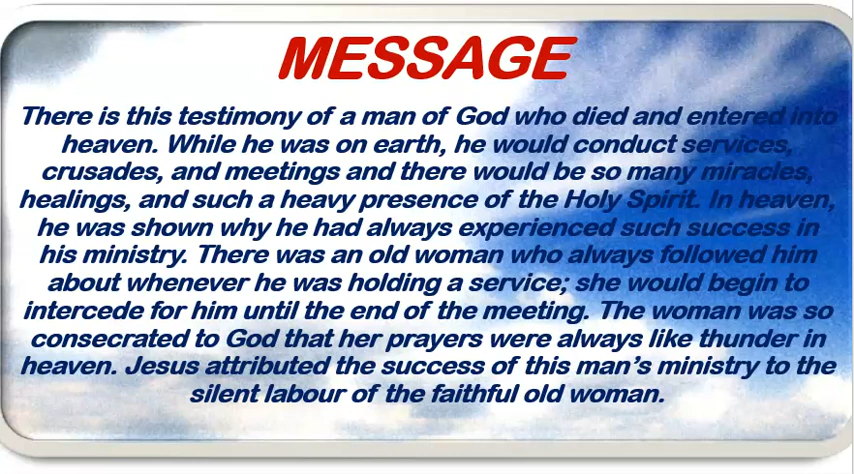 MESSAGE
There is this testimony of a man of God who died and entered into
heaven. While he was on earth, he would conduct services,
crusades, and meetings and there would be so many miracles,
healings, and such a heavy presence of the Holy Spirit. In heaven,
he was shown why he had always experienced such success in
his ministry. There was an old woman who always followed him
about whenever he was holding a service; she would begin to
intercede for him until the end of the meeting. The woman was so
consecrated to God that her prayers were always like thunder in
heaven. Jesus attributed the success of this man’s ministry to the
silent labour of the faithful old woman.